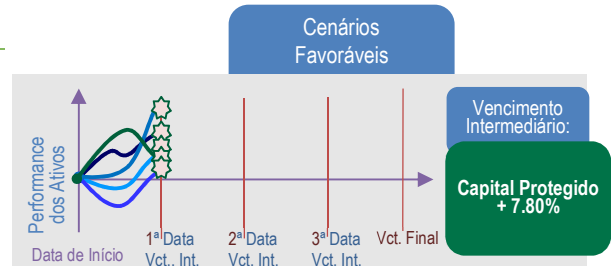 Cenários
Favoráveis
Performance
dos Ativos
Vencimento
Intermediário:
Capital Protegido
+ 7.80%
Data de Início
1ª Data
Vct., Int.
2ª Data
Vct. Int.
3ª Data
Vct. Int.
Vct. Final